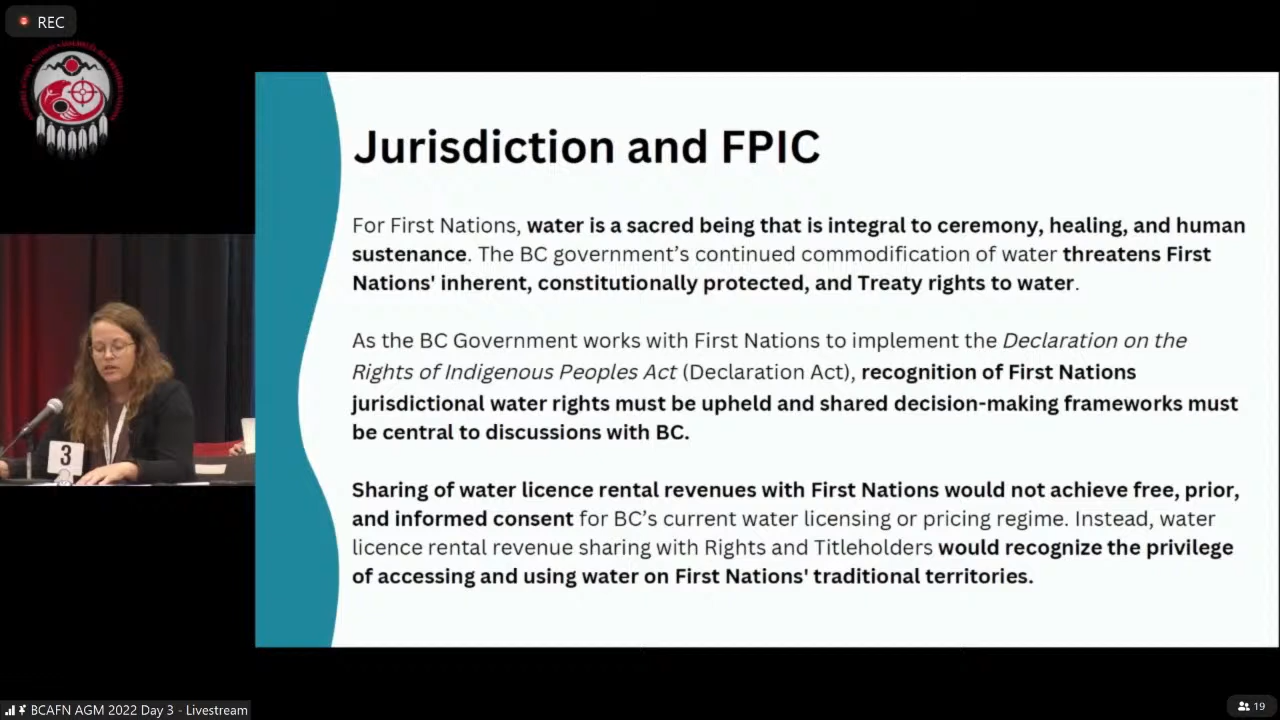 REC
Jurisdiction and FPIC
For First Nations, water is a sacred being that is integral to ceremony, healing, and human
sustenance. The BC government's continued commodification of water threatens First
Nations' inherent, constitutionally protected, and Treaty rights to water.
As the BC Government works with First Nations to implement the Declaration on the
Rights of Indigenous Peoples Act (Declaration Act), recognition of First Nations
jurisdictional water rights must be upheld and shared decision-making frameworks must
be central to discussions with BC.
Sharing of water licence rental revenues with First Nations would not achieve free, prior,
and informed consent for BC's current water licensing or pricing regime. Instead, water
licence rental revenue sharing with Rights and Titleholders would recognize the privilege
of accessing and using water on First Nations' traditional territories.
3
BCAFN AGM 2022 Day 3 - Livestream
19